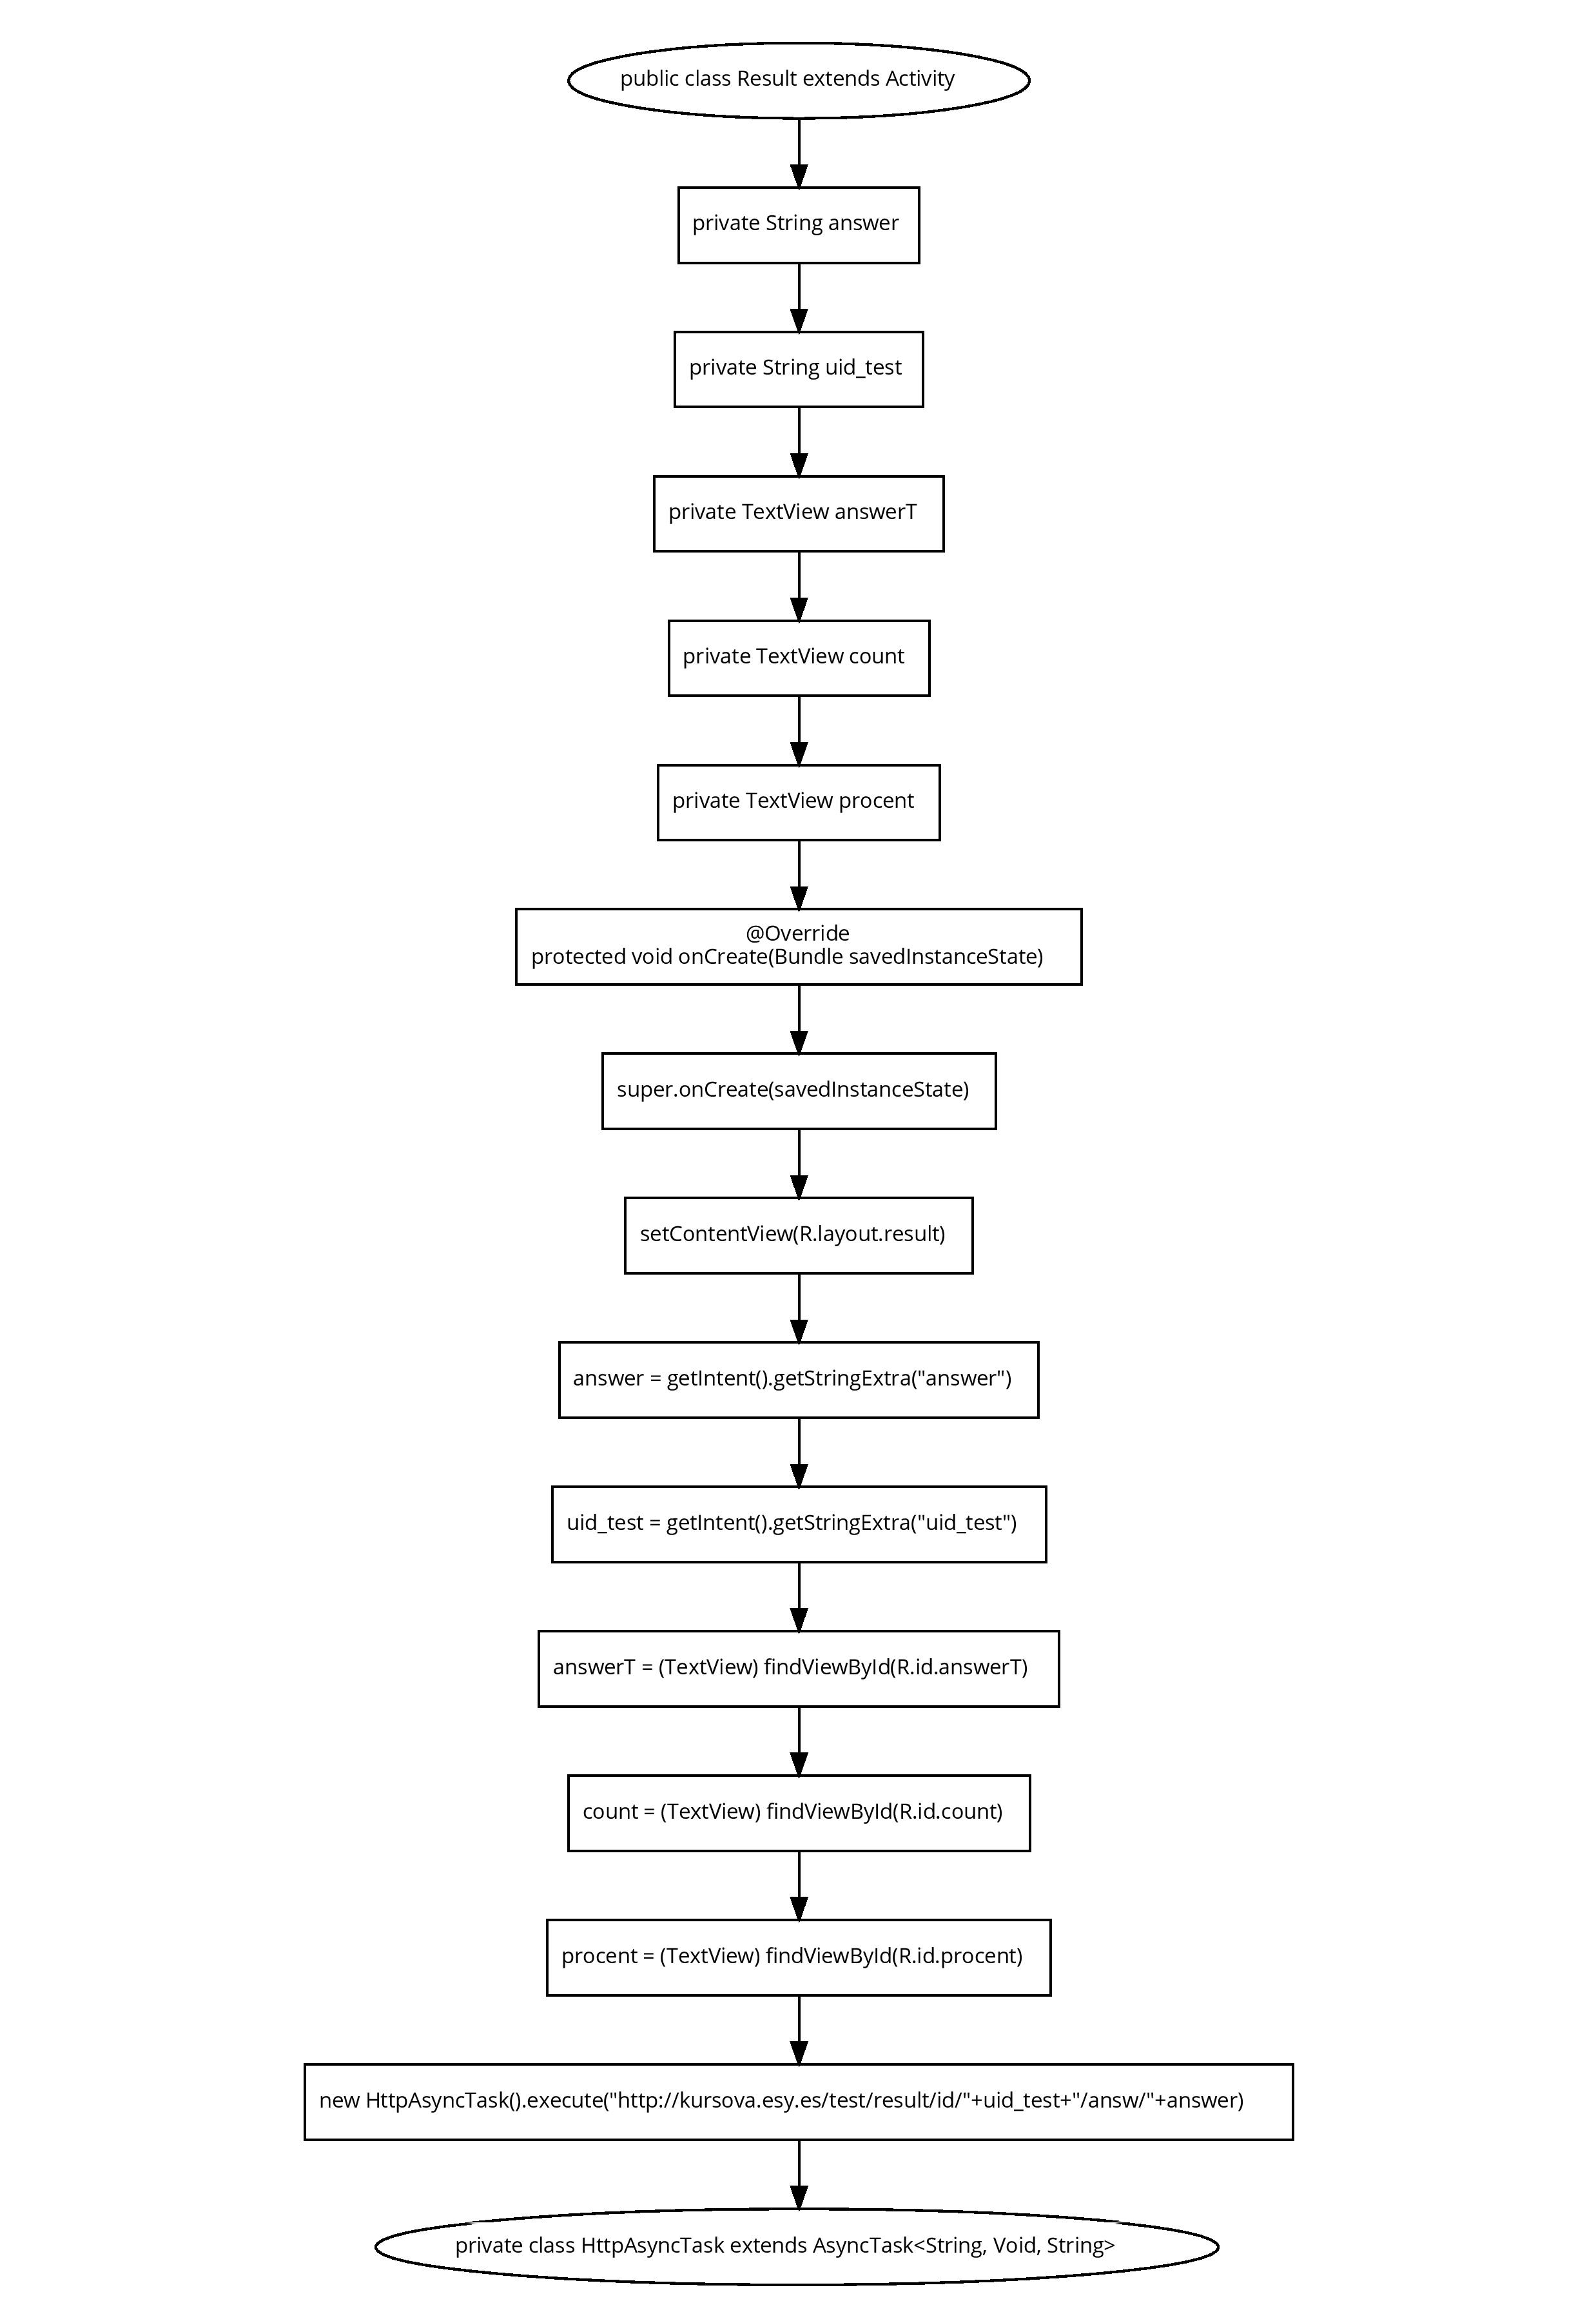 public class Result extends Activity
private String answer
private String uid_test
private TextView answerT
private TextView count
private TextView procent
@Override
protected void onCreate(Bundle savedInstanceState)
super.onCreate(savedInstanceState)
setContentView(R.layout.result)
answer = getIntent().getStringExtra("answer")
uid_test = getIntent().getStringExtra("uid_test")
answerT = (TextView) findViewById(R.id.answerT)
count = (TextView) findViewById(R.id.count)
procent = (TextView) findViewById(R.id.procent)
new HttpAsyncTask().execute("http://kursova.esy.es/test/result/id/"+uid_test+"/answ/"+answer)
private class HttpAsyncTask extends AsyncTask<String, Void, String>